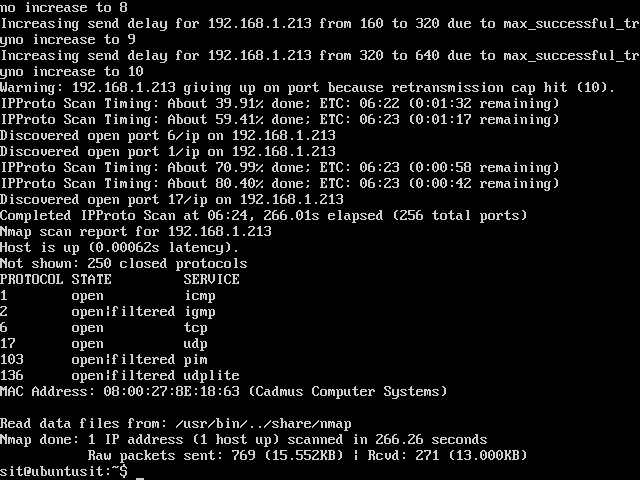 no increase to 8
Increasing send delay for 192.168.1.213 from 160 to 320 due to max_successful_tr
yno increase to 9
Increasing send delay for 192.168.1.213 from 320 to 640 due to max_successful_tr
yno increase to 10
Warning: 192.168.1.213 giving up on port because retransmission cap hit (10).
IPProto Scan Timing: About 39.91% done; ETC: 06:22 (0:01:32 remaining)
IPProto Scan Timing: About 59.41% done; ETC: 06:23 (0:01:17 remaining)
Discovered open port 6/ip on 192.168.1.213
Discovered open port 1/ip on 192.168.1.213
IPProto Scan Timing: About 70.99% done; ETC: 06:23 (0:00:58 remaining)
IPProto Scan Timing: About 80.40% done; ETC: 06:23 (0:00:42 remaining)
Discovered open port 17/ip on 192.168.1.213
Completed IPProto Scan at 06:24, 266.01s elapsed (256 total ports)
Nmap scan report for 192.168.1.213
Host is up (0.00062s latency).
Not shown: 250 closed protocols
PROTOCOL STATE         SERVICE
1        open          icmp
2        open|filtered igmp
6        open          tcp
17       open          udp
103      open|filtered pim
136      open|filtered udplite
MAC Address: 08:00:27:8E:18:63 (Cadmus Computer Systems)

Read data files from: /usr/bin/../share/nmap
Nmap done: 1 IP address (1 host up) scanned in 266.26 seconds
           Raw packets sent: 769 (15.552KB) | Rcvd: 271 (13.000KB)
sit@ubuntusit:~$ _